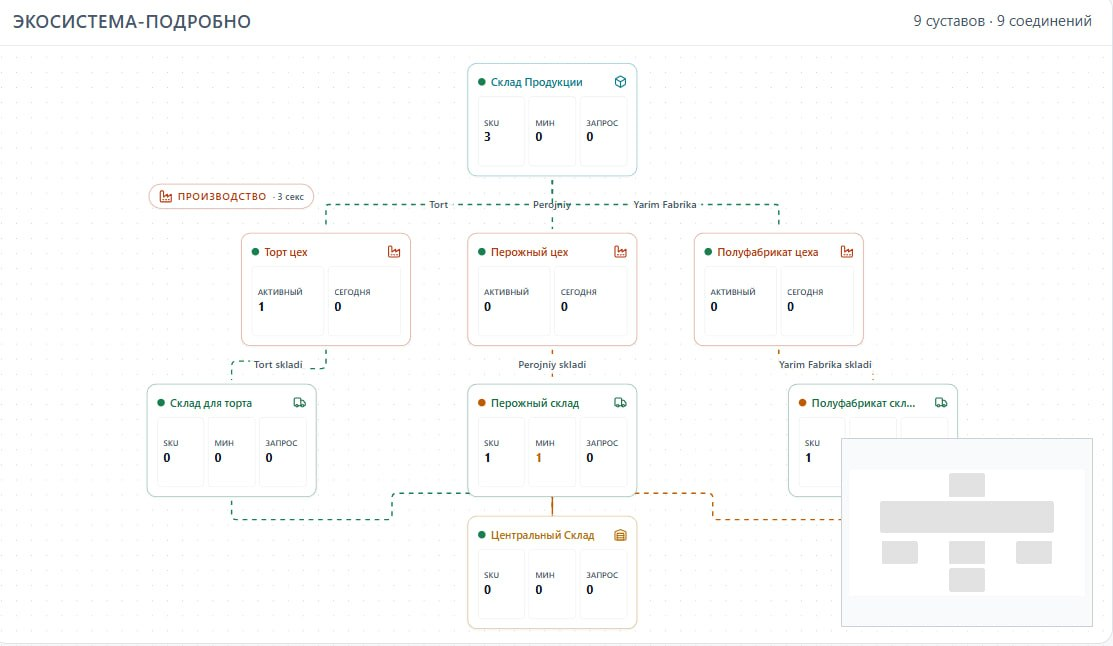 ЭКОСИСТЕМА-ПОДРОБНО
9 суставов · 9 соединений
Склад Продукции
SKU МИН ЗАПРОС
3 0 0
ПРОИЗВОДСТВО · 3 секс
Tort Perojniy Yarim Fabrika
Торт цех
АКТИВНЫЙ СЕГОДНЯ
1 0
Перожный цех
АКТИВНЫЙ СЕГОДНЯ
0 0
Полуфабрикат цеха
АКТИВНЫЙ СЕГОДНЯ
0 0
Tort skladi Perojniy skladi Yarim Fabrika skladi
Склад для торта
SKU МИН ЗАПРОС
0 0 0
Перожный склад
SKU МИН ЗАПРОС
1 1 0
Полуфабрикат скл...
SKU
1
Центральный Склад
SKU МИН ЗАПРОС
0 0 0